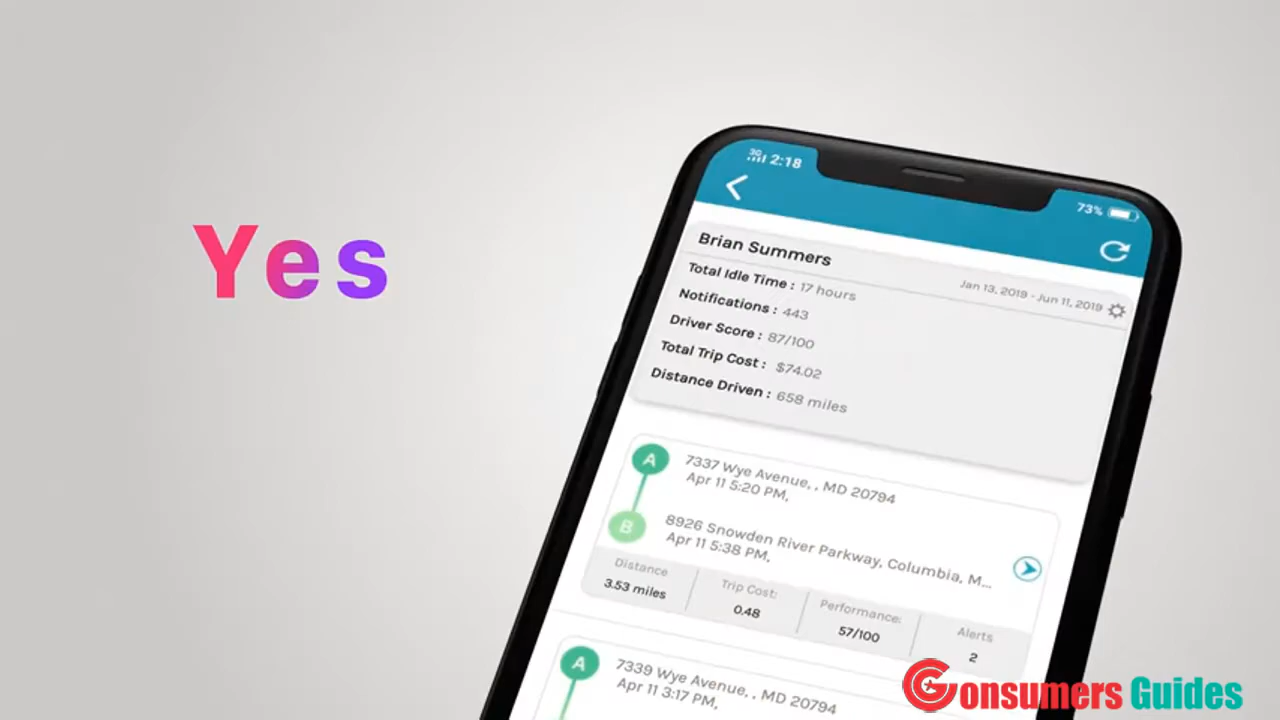 Yes
3G 2:18
73%
Brian Summers
Jan 13, 2019 - Jun 11, 2019
Total Idle Time : 17 hours
Notifications : 443
Driver Score : 87/100
Total Trip Cost : $74.02
Distance Driven : 658 miles
A
7337 Wye Avenue, , MD 20794
Apr 11 5:20 PM,
B
8926 Snowden River Parkway, Columbia, M...
Apr 11 5:38 PM,
Distance
3.53 miles
Trip Cost:
0.48
Performance:
57/100
Alerts
2
A
7339 Wye Avenue, , MD 20794
Apr 11 3:17 PM,
Consumers Guides